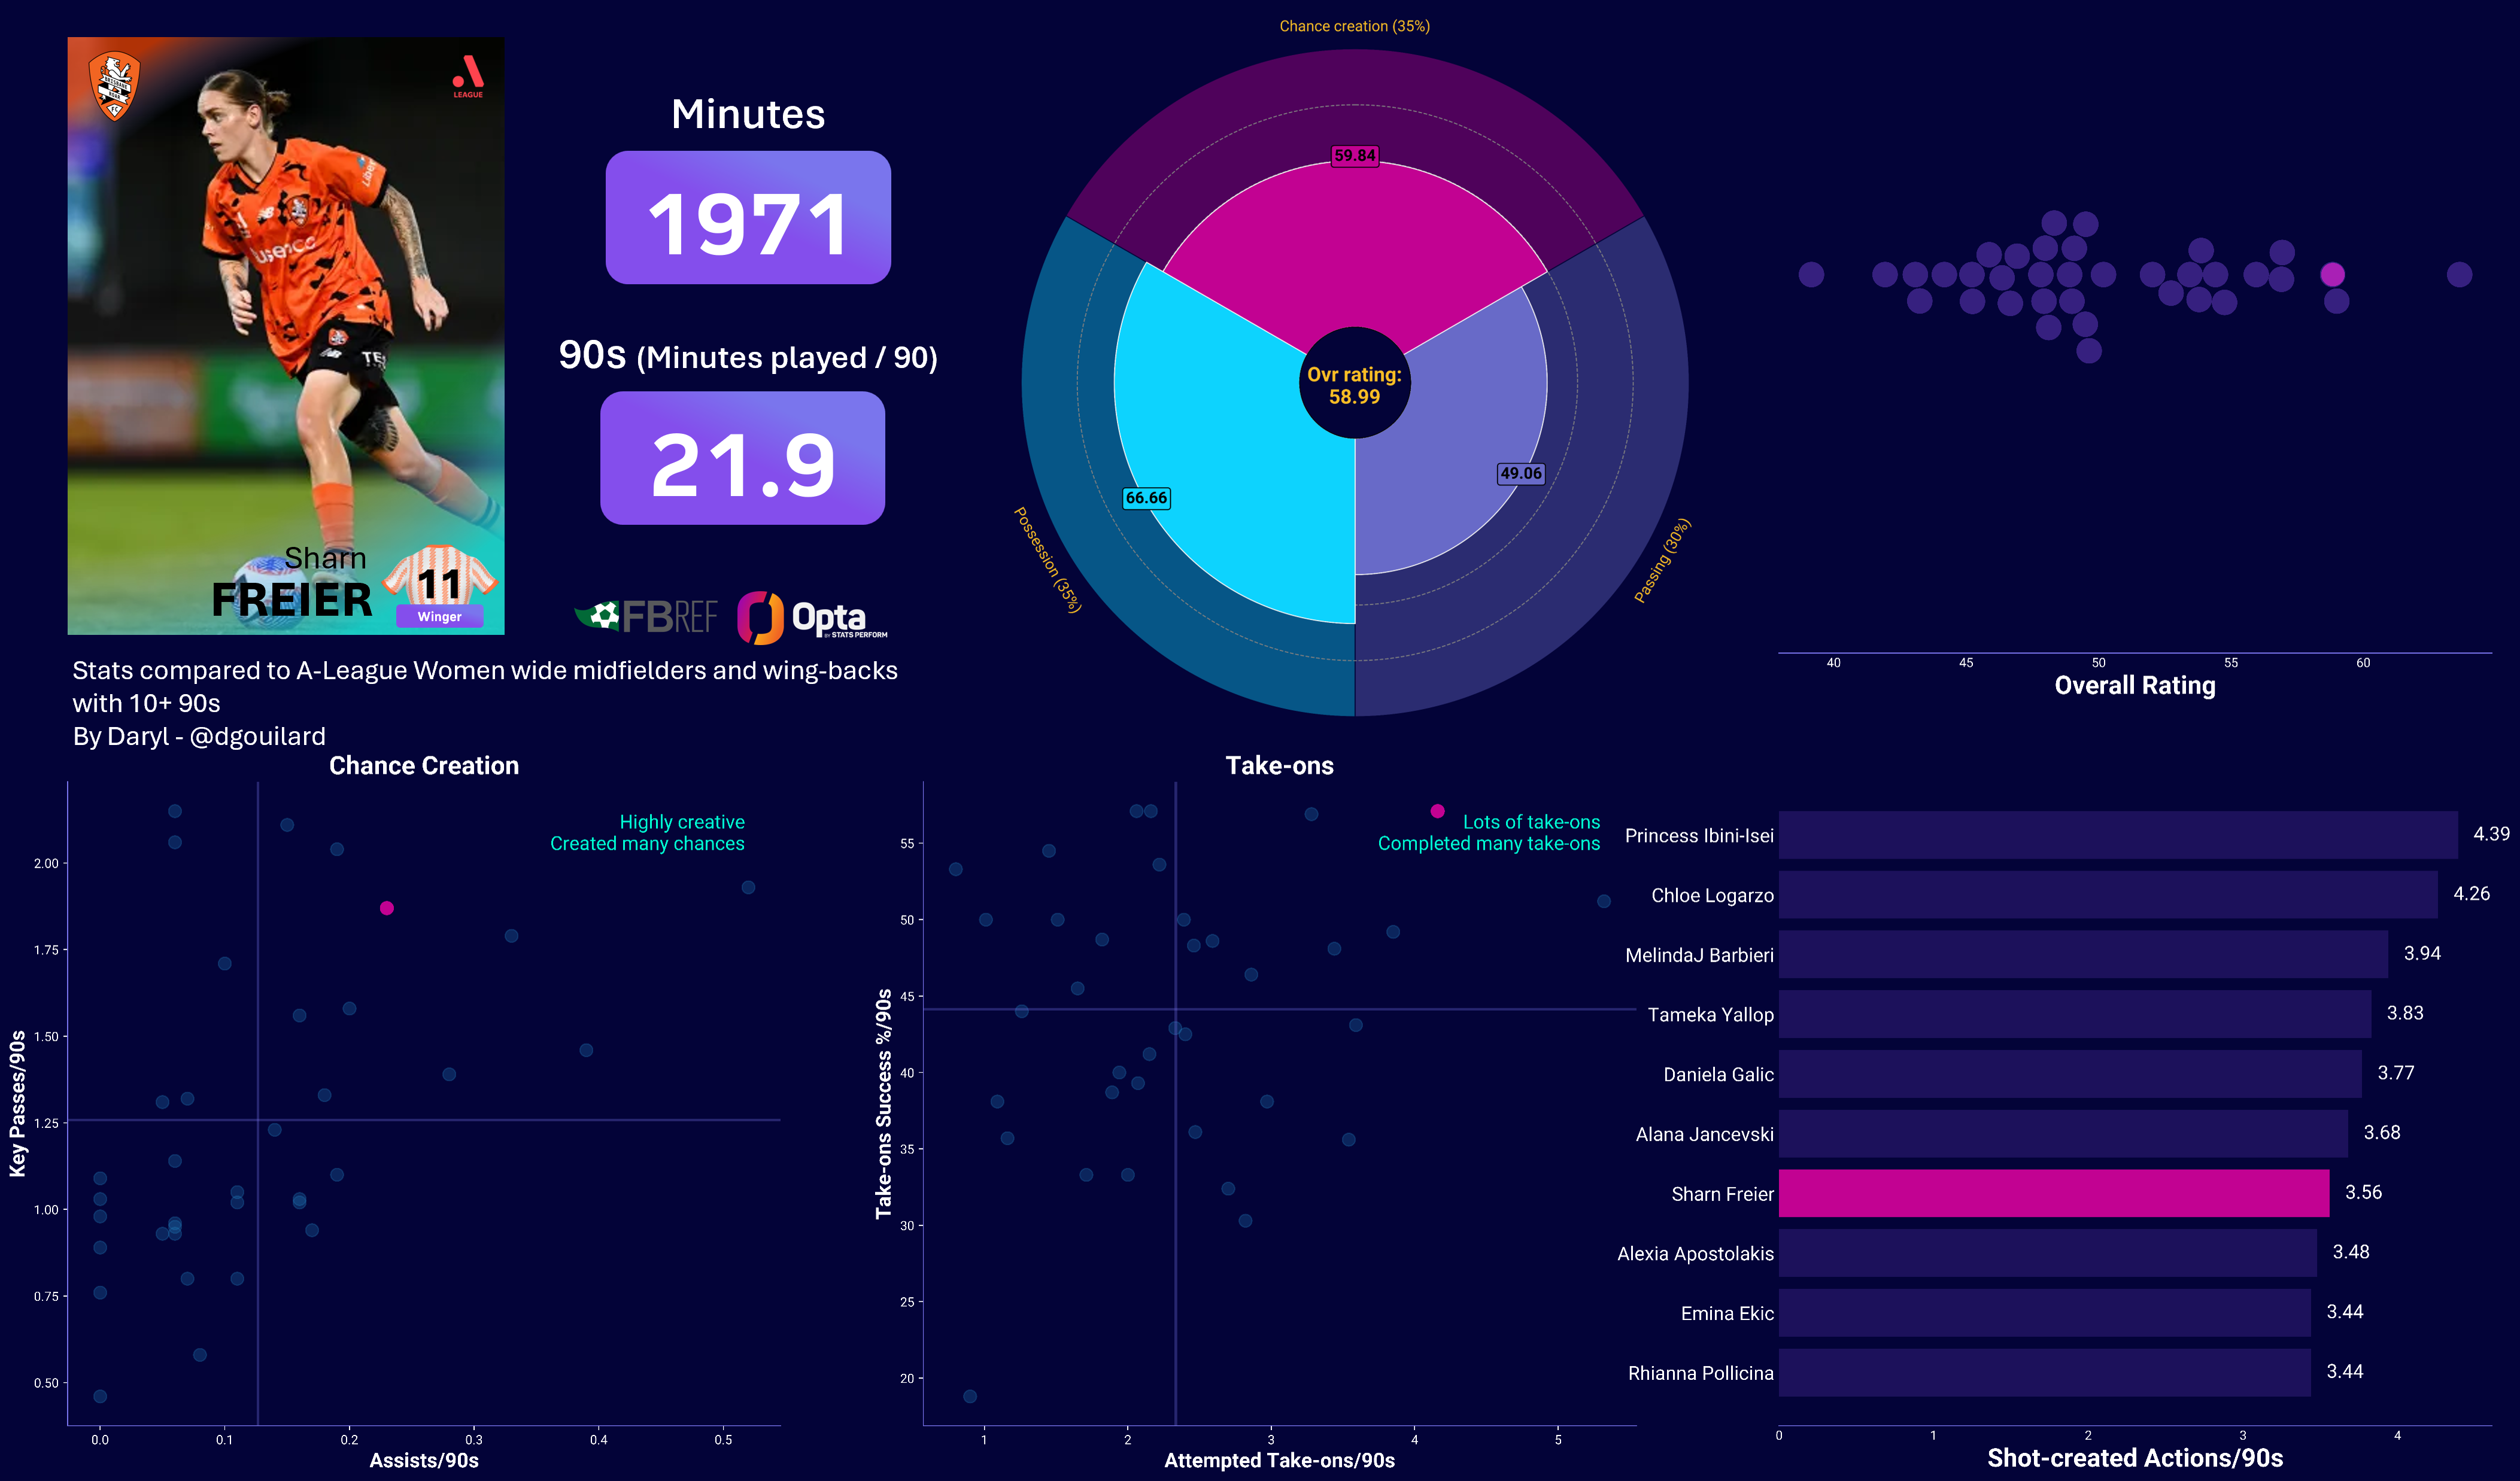 BRISBANE
ROAR
FC
LEAGUE
Liber
11
Ausenco
TE
Sharn
FREIER
11
Winger
Minutes
1971
90s (Minutes played / 90)
21.9
FBREF
Opta
BY STATS PERFORM
Stats compared to A-League Women wide midfielders and wing-backs
with 10+ 90s
By Daryl - @dgouilard
Chance creation (35%)
59.84
Ovr rating:
58.99
66.66
49.06
Possession (35%)
Passing (30%)
40 45 50 55 60
Overall Rating
Chance Creation
Highly creative
Created many chances
Key Passes/90s
2.00
1.75
1.50
1.25
1.00
0.75
0.50
0.0 0.1 0.2 0.3 0.4 0.5
Assists/90s
Take-ons
Lots of take-ons
Completed many take-ons
Take-ons Success %/90s
55
50
45
40
35
30
25
20
1 2 3 4 5
Attempted Take-ons/90s
Princess Ibini-Isei 4.39
Chloe Logarzo 4.26
MelindaJ Barbieri 3.94
Tameka Yallop 3.83
Daniela Galic 3.77
Alana Jancevski 3.68
Sharn Freier 3.56
Alexia Apostolakis 3.48
Emina Ekic 3.44
Rhianna Pollicina 3.44
0 1 2 3 4
Shot-created Actions/90s